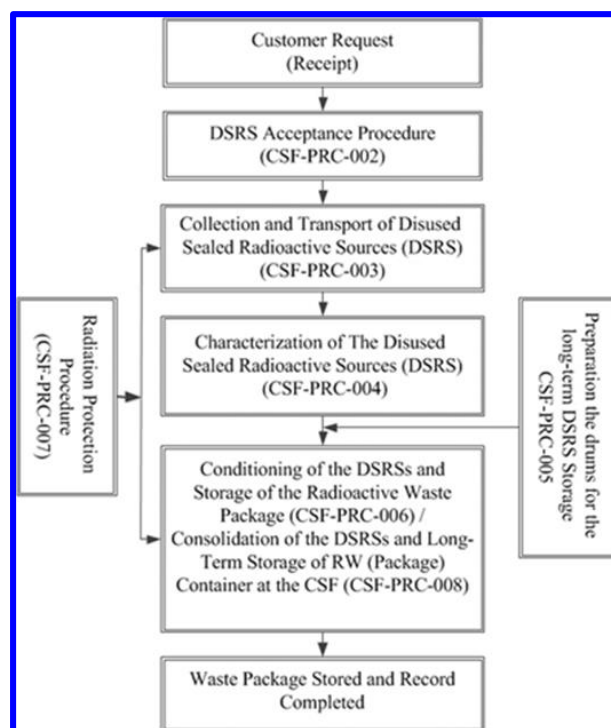 Customer Request
(Receipt)
DSRS Acceptance Procedure
(CSF-PRC-002)
Collection and Transport of Disused
Sealed Radioactive Sources (DSRS)
(CSF-PRC-003)
Radiation Protection
Procedure
(CSF-PRC-007)
Characterization of The Disused
Sealed Radioactive Sources (DSRS)
(CSF-PRC-004)
Preparation the drums for the
long-term DSRS Storage
CSF-PRC-005
Conditioning of the DSRSs and
Storage of the Radioactive Waste
Package (CSF-PRC-006) /
Consolidation of the DSRSs and Long-
Term Storage of RW (Package)
Container at the CSF (CSF-PRC-008)
Waste Package Stored and Record
Completed